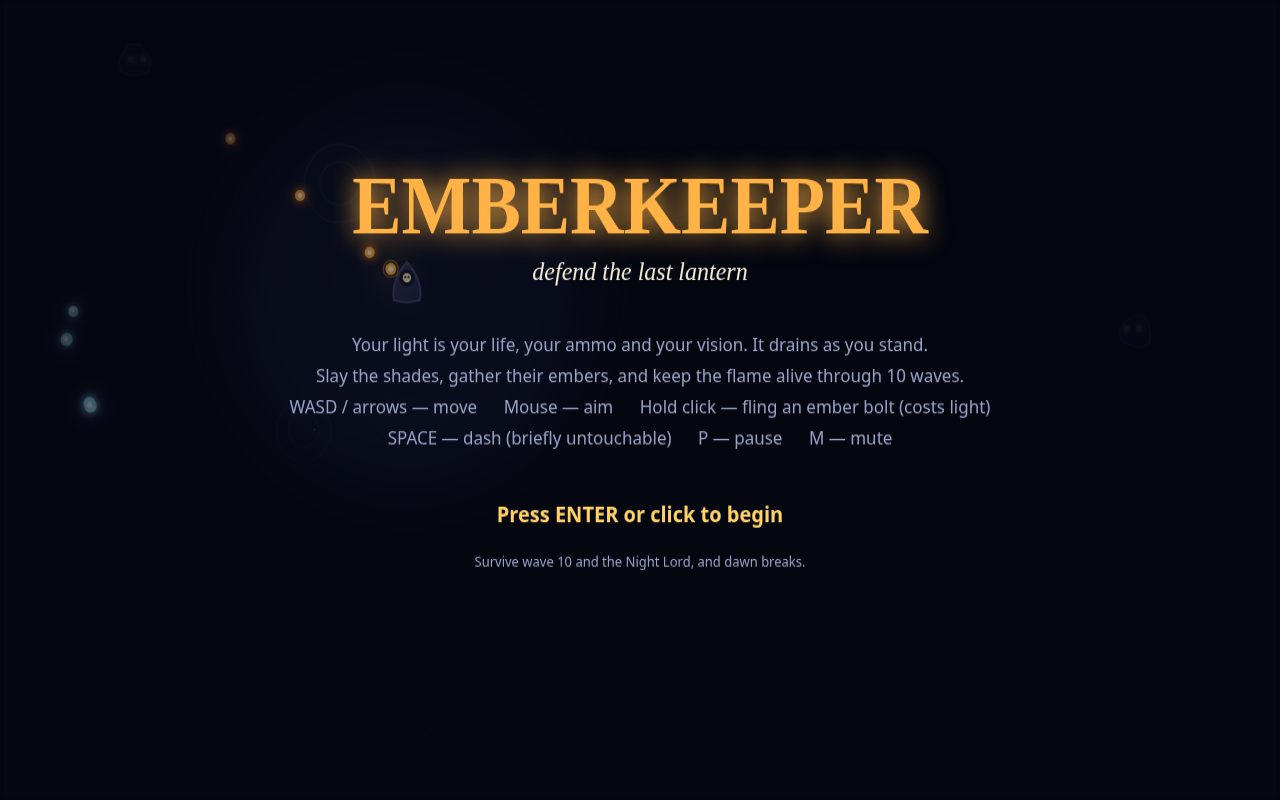 EMBERKEEPER
defend the last lantern
Your light is your life, your ammo and your vision. It drains as you stand.
Slay the shades, gather their embers, and keep the flame alive through 10 waves.
WASD / arrows — move Mouse — aim Hold click — fling an ember bolt (costs light)
SPACE — dash (briefly untouchable) P — pause M — mute
Press ENTER or click to begin
Survive wave 10 and the Night Lord, and dawn breaks.